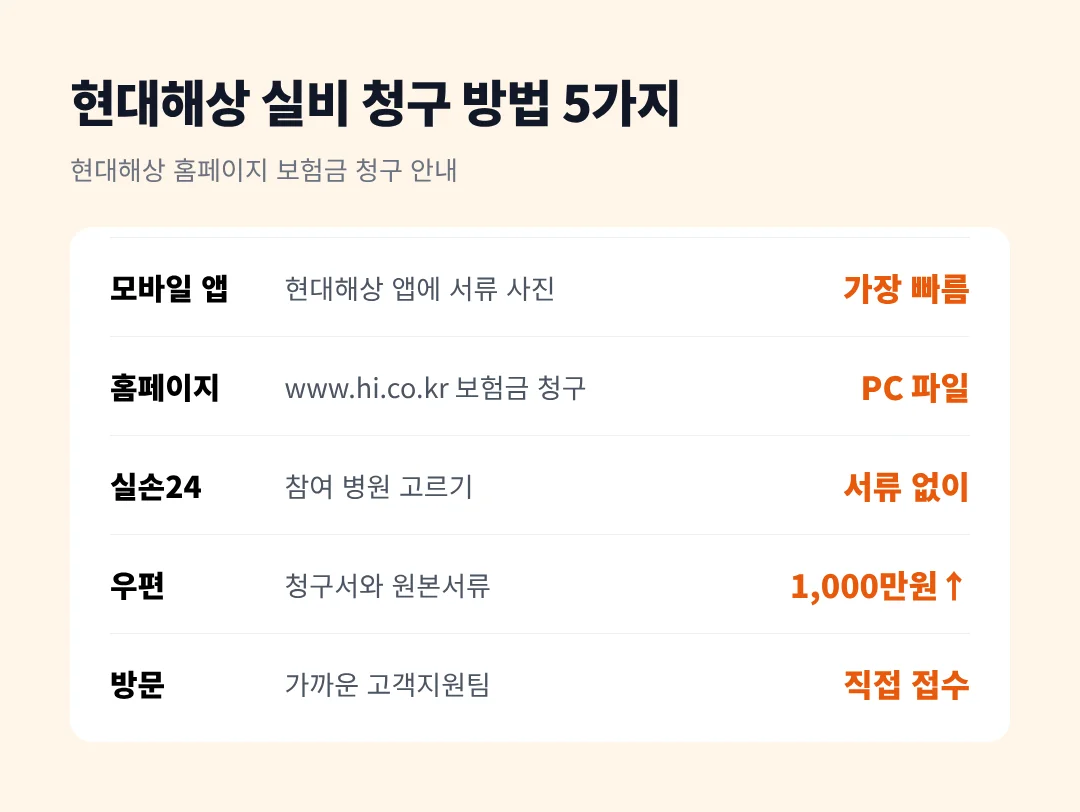 현대해상 실비 청구 방법 5가지
현대해상 홈페이지 보험금 청구 안내
모바일 앱 현대해상 앱에 서류 사진 가장 빠름
홈페이지 www.hi.co.kr 보험금 청구 PC 파일
실손24 참여 병원 고르기 서류 없이
우편 청구서와 원본서류 1,000만원↑
방문 가까운 고객지원팀 직접 접수